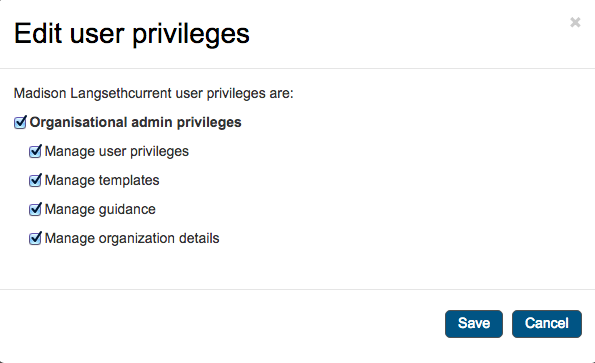 Edit user privileges
×
Madison Langsethcurrent user privileges are:
Organisational admin privileges
Manage user privileges
Manage templates
Manage guidance
Manage organization details
Save Cancel